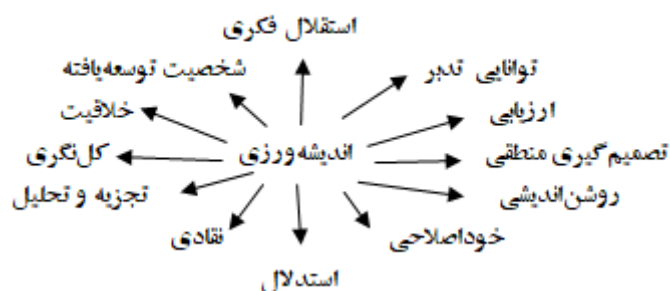 استقلال فکری
توانایی تدبر
شخصیت توسعه‌یافته
ارزیابی
خلاقیت
تصمیم‌گیری منطقی
اندیشه‌ورزی
کل‌نگری
روشن‌اندیشی
تجزیه و تحلیل
خوداصلاحی
نقادی
استدلال